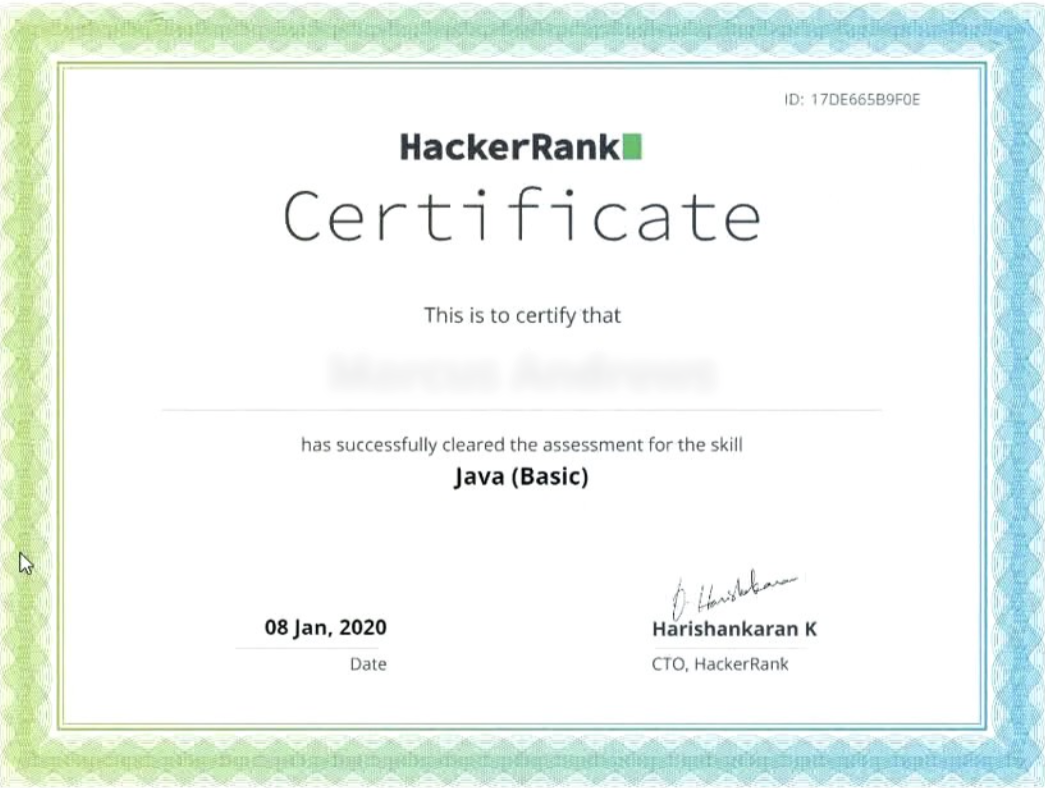 ID: 17DE665B9F0E
HackerRank
Certificate
This is to certify that
has successfully cleared the assessment for the skill
Java (Basic)
08 Jan, 2020
Date
Harishankaran K
CTO, HackerRank